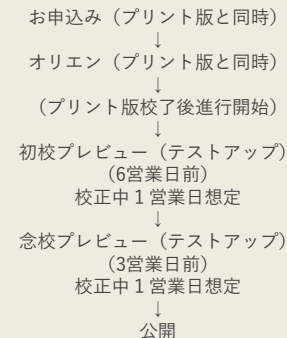 お申込み（プリント版と同時）
↓
オリエン（プリント版と同時）
↓
（プリント版校了後進行開始）
↓
初校プレビュー（テストアップ）
（6営業日前）
校正中１営業日想定
↓
念校プレビュー（テストアップ）
（3営業日前）
校正中１営業日想定
↓
公開